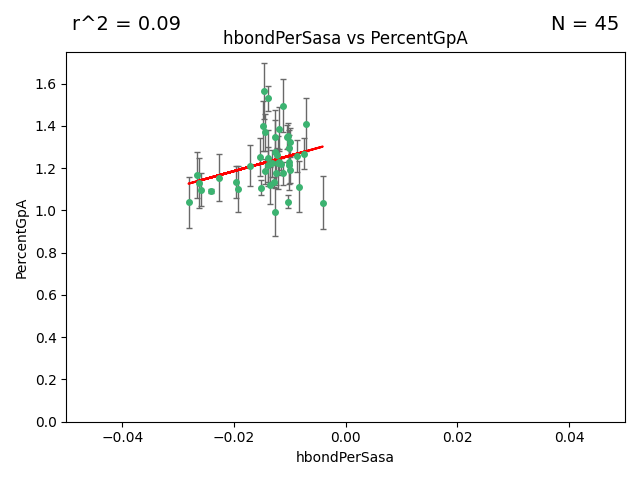 r^2 = 0.09
N = 45
hbondPerSasa vs PercentGpA
1.6
1.4
1.2
1.0
0.8
0.6
0.4
0.2
0.0
PercentGpA
−0.04
−0.02
0.00
0.02
0.04
hbondPerSasa